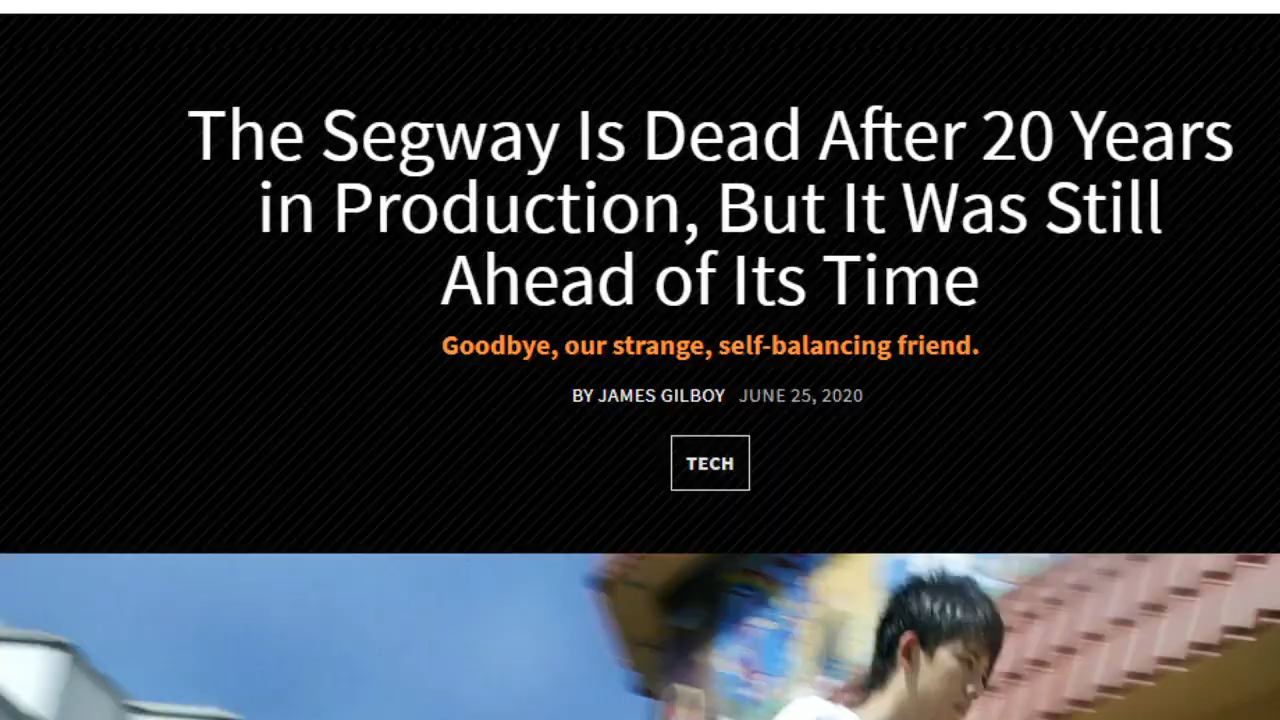 The Segway Is Dead After 20 Years
in Production, But It Was Still
Ahead of Its Time
Goodbye, our strange, self-balancing friend.
BY JAMES GILBOY JUNE 25, 2020
TECH